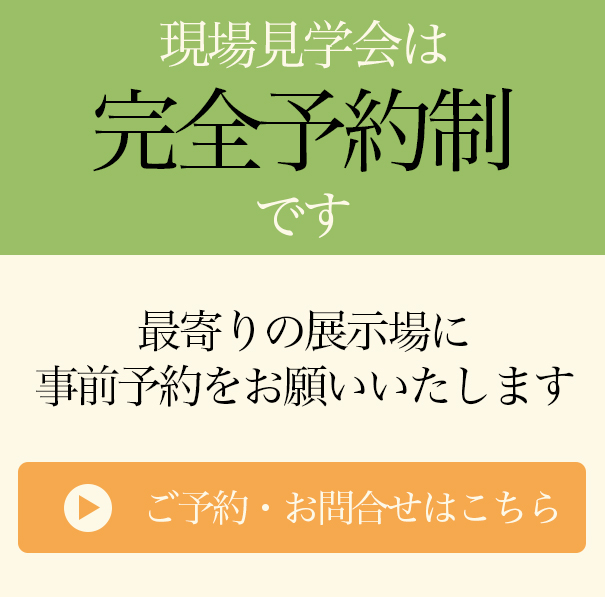 現場見学会は
完全予約制
です
最寄りの展示場に
事前予約をお願いいたします
ご予約・お問合せはこちら